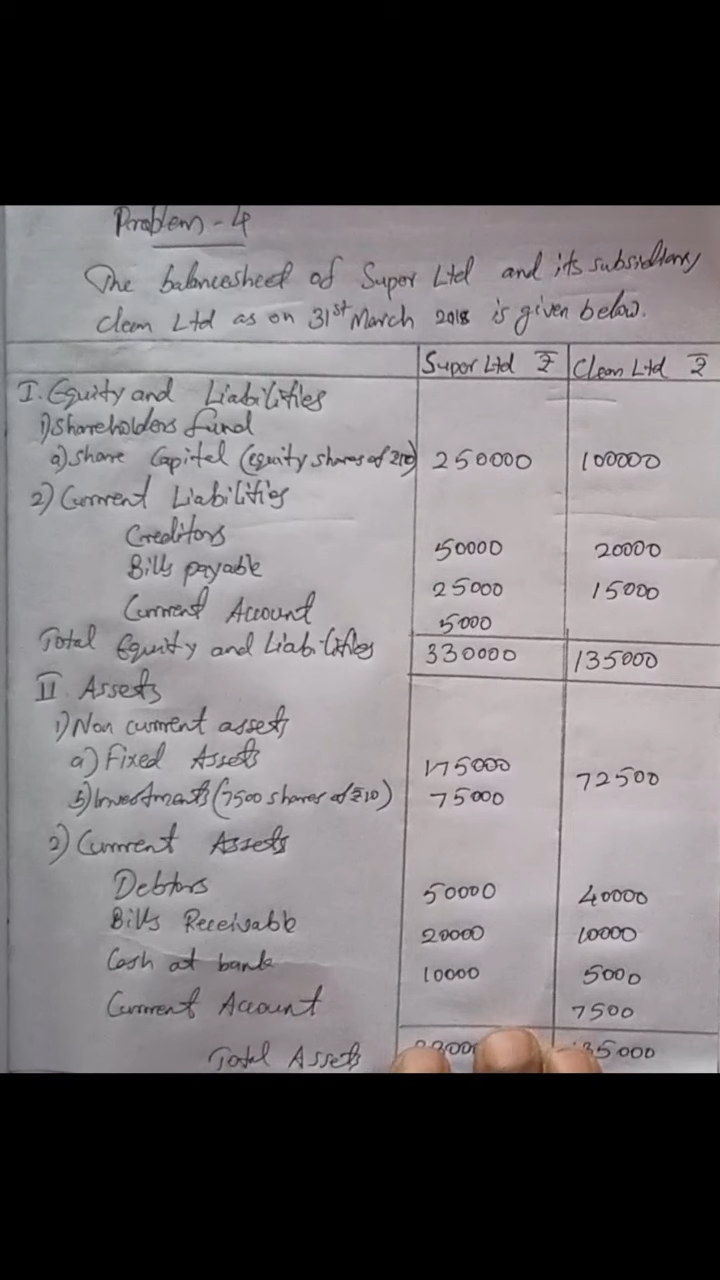 Problem - 4
The balancesheet of Super Ltd and its subsidiary
Clean Ltd as on 31st March 2018 is given below.
Super Ltd ₹ Clean Ltd ₹
I. Equity and Liabilities
1) Shareholders fund
a) Share Capital (equity shares of ₹10) 250000 100000
2) Current Liabilities
Creditors 50000 20000
Bills payable 25000 15000
Current Account 5000
Total Equity and Liabilities 330000 135000
II. Assets
1) Non current assets
a) Fixed Assets 175000 72500
b) Investments (7500 shares of ₹10) 75000
2) Current Assets
Debtors 50000 40000
Bills Receivable 20000 10000
Cash at bank 10000 5000
Current Account 7500
Total Assets 35000